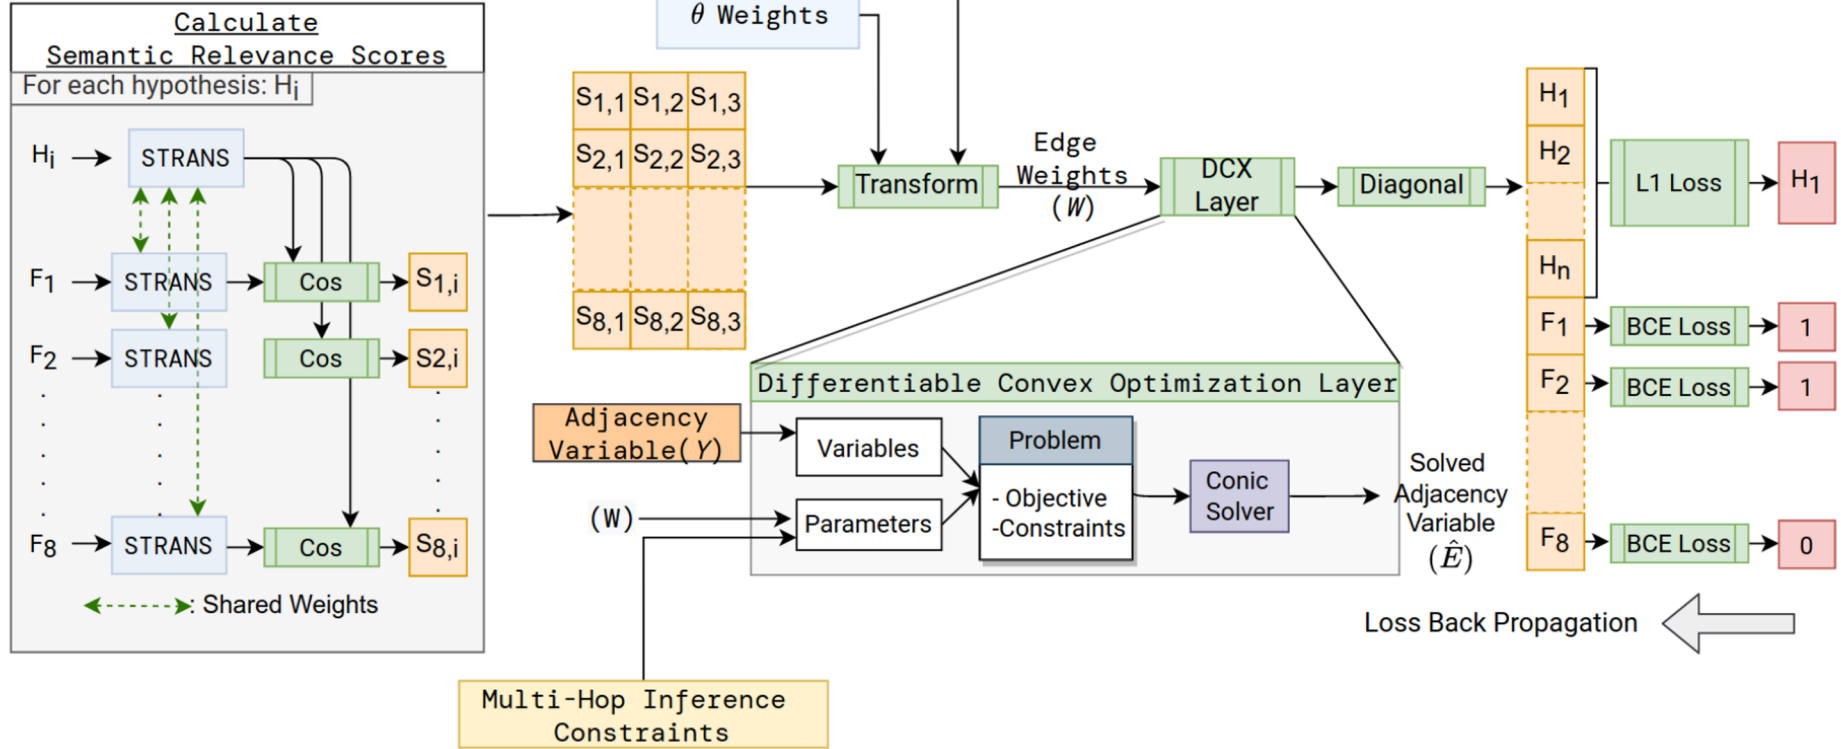 Calculate
Semantic Relevance Scores
For each hypothesis: Hi
Hi
STRANS
F1
STRANS
Cos
S1,i
F2
STRANS
Cos
S2,i
F8
STRANS
Cos
S8,i
: Shared Weights
θ Weights
S1,1 S1,2 S1,3
S2,1 S2,2 S2,3
S8,1 S8,2 S8,3
Transform
Edge
Weights
(W)
DCX
Layer
Diagonal
H1
H2
Hn
F1
F2
F8
L1 Loss
H1
BCE Loss
1
BCE Loss
1
BCE Loss
0
Differentiable Convex Optimization Layer
Adjacency
Variable(Y)
Variables
(W)
Parameters
Problem
- Objective
-Constraints
Conic
Solver
Solved
Adjacency
Variable
(Ê)
Loss Back Propagation
Multi-Hop Inference
Constraints